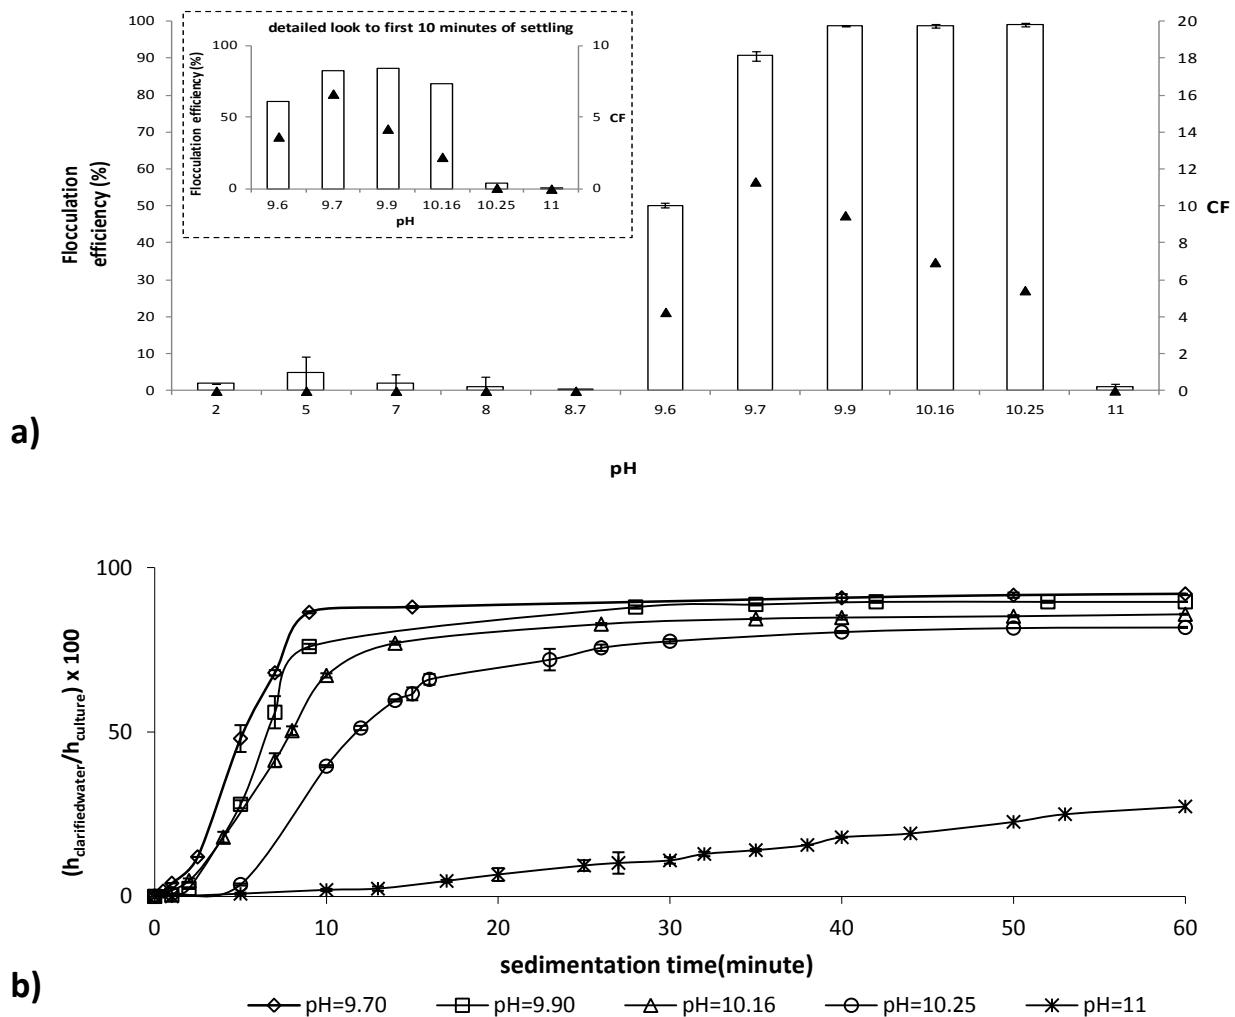 detailed look to first 10 minutes of settling
Flocculation efficiency (%)
100
50
0
10
5
0
CF
9.6 9.7 9.9 10.16 10.25 11
pH
Flocculation
efficiency (%)
100
90
80
70
60
50
40
30
20
10
0
20
18
16
14
12
10
8
6
4
2
0
CF
2 5 7 8 8.7 9.6 9.7 9.9 10.16 10.25 11
pH
a)
(h_clarifiedwater/h_culture) x 100
100
50
0
0 10 20 30 40 50 60
sedimentation time(minute)
b)
pH=9.70 pH=9.90 pH=10.16 pH=10.25 pH=11